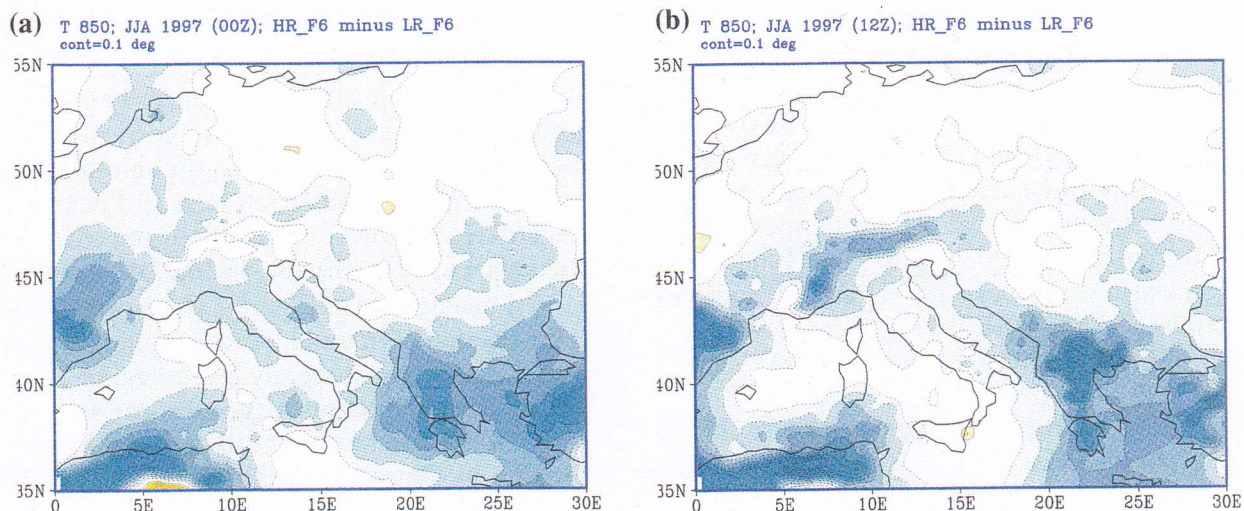 (a) T 850; JJA 1997 (00Z); HR_F6 minus LR_F6
cont=0.1 deg
55N
50N
45N
40N
35N
0 5E 10E 15E 20E 25E 30E
(b) T 850; JJA 1997 (12Z); HR_F6 minus LR_F6
cont=0.1 deg
55N
50N
45N
40N
35N
0 5E 10E 15E 20E 25E 30E